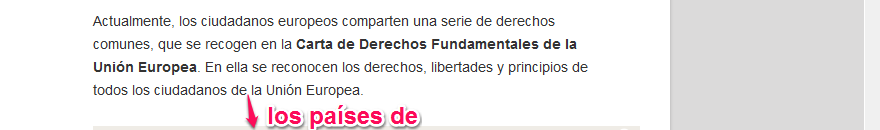 Actualmente, los ciudadanos europeos comparten una serie de derechos
comunes, que se recogen en la Carta de Derechos Fundamentales de la
Unión Europea. En ella se reconocen los derechos, libertades y principios de
todos los ciudadanos de la Unión Europea.
los países de